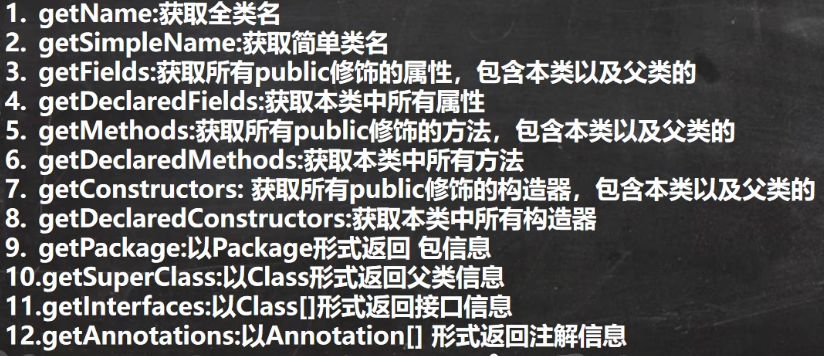 1. getName:获取全类名
2. getSimpleName:获取简单类名
3. getFields:获取所有public修饰的属性，包含本类以及父类的
4. getDeclaredFields:获取本类中所有属性
5. getMethods:获取所有public修饰的方法，包含本类以及父类的
6. getDeclaredMethods:获取本类中所有方法
7. getConstructors: 获取所有public修饰的构造器，包含本类以及父类的
8. getDeclaredConstructors:获取本类中所有构造器
9. getPackage:以Package形式返回 包信息
10.getSuperClass:以Class形式返回父类信息
11.getInterfaces:以Class[]形式返回接口信息
12.getAnnotations:以Annotation[] 形式返回注解信息